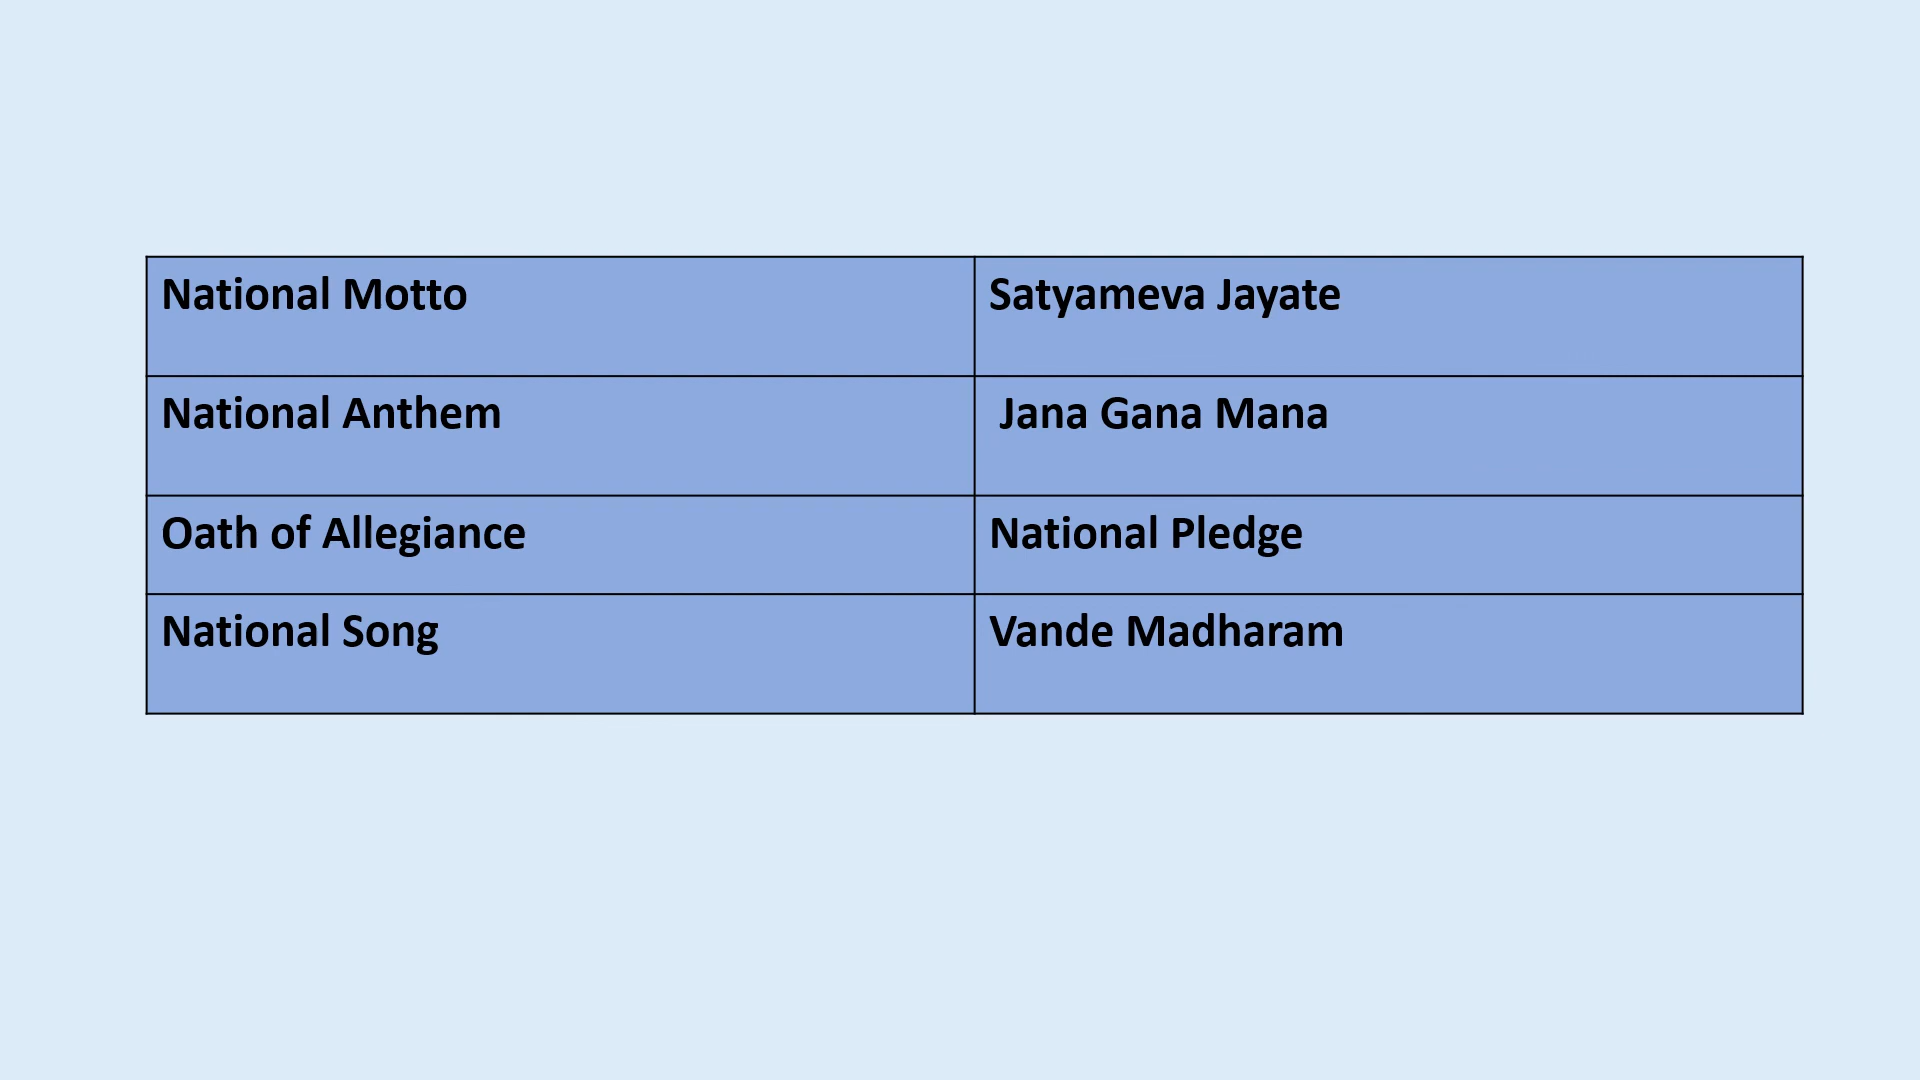 National Motto
Satyameva Jayate
National Anthem
Jana Gana Mana
Oath of Allegiance
National Pledge
National Song
Vande Madharam